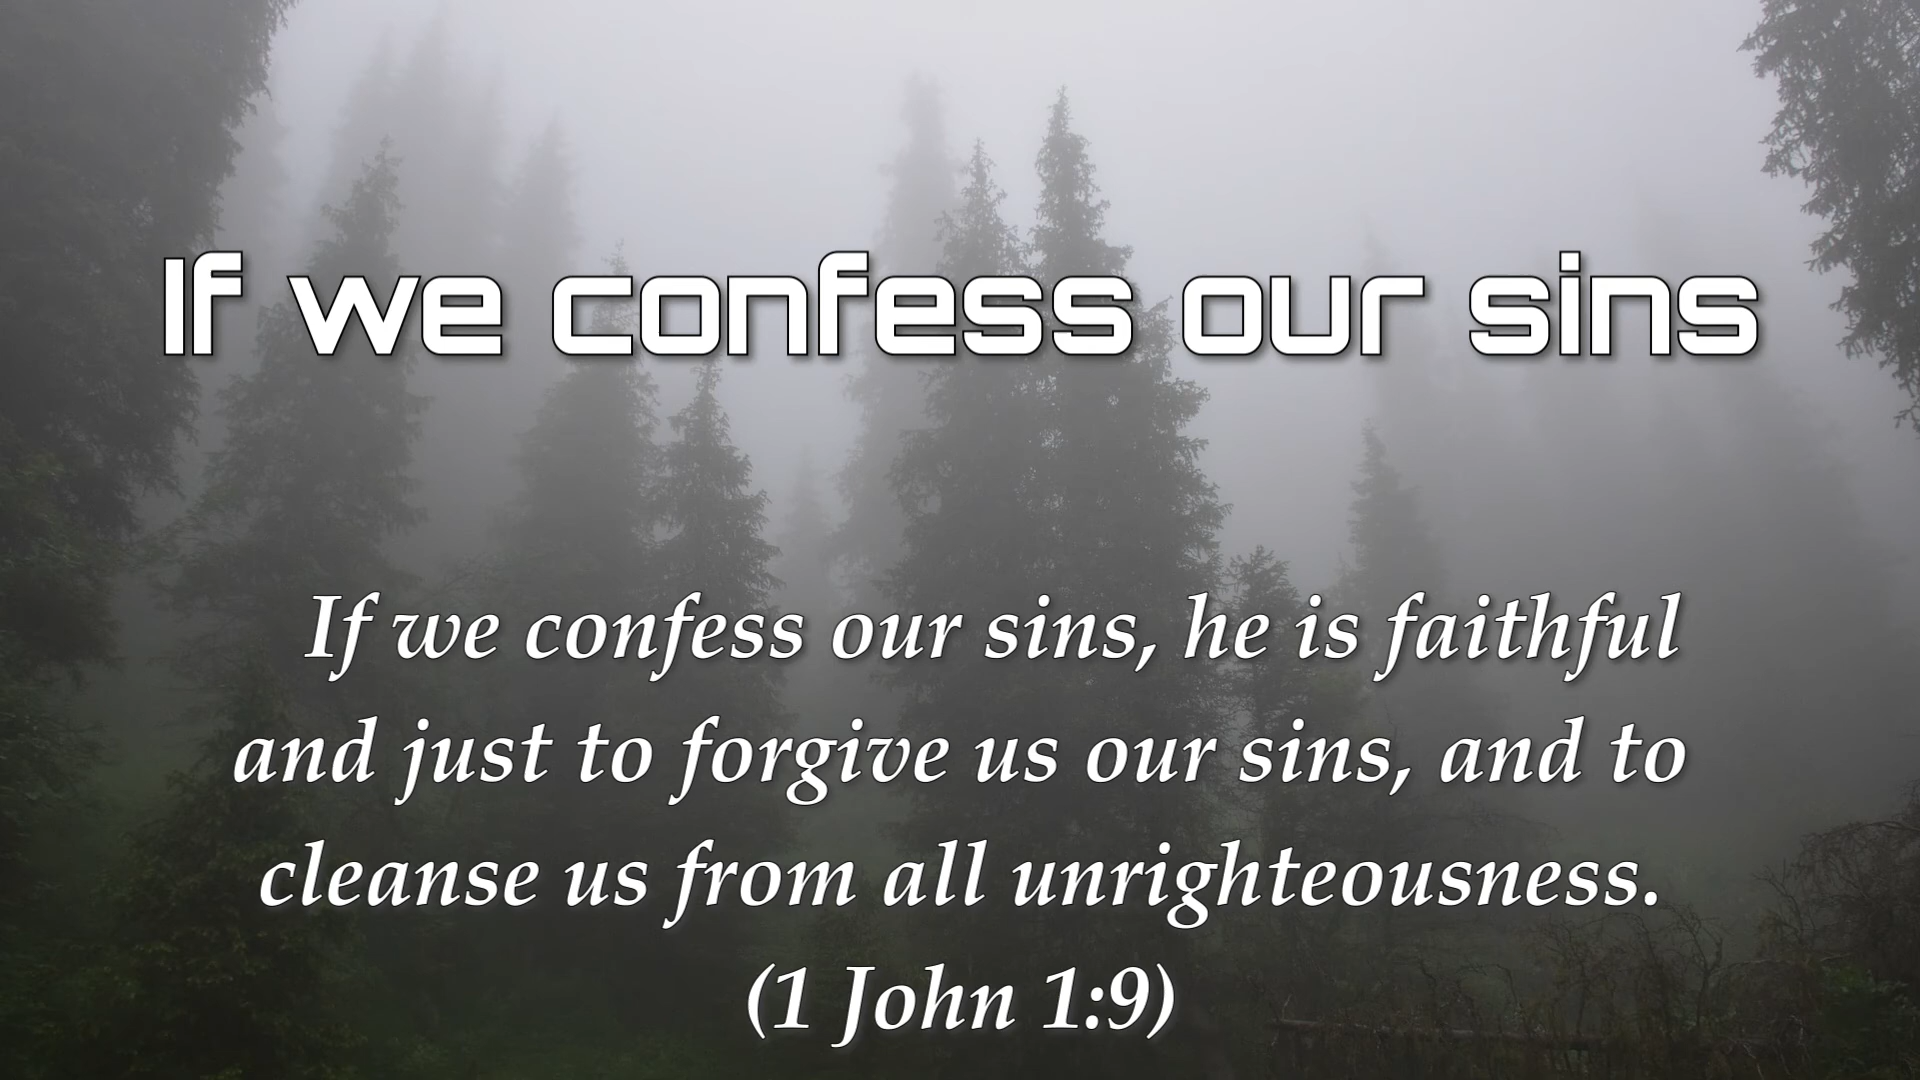 If we confess our sins
If we confess our sins, he is faithful
and just to forgive us our sins, and to
cleanse us from all unrighteousness.
(1 John 1:9)